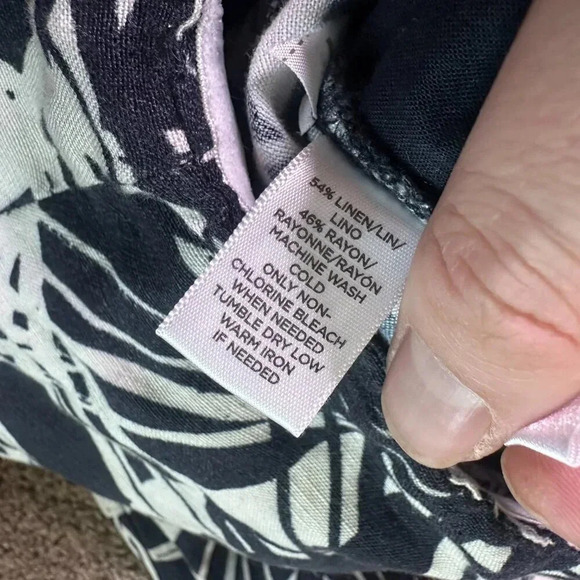 54% LINEN/LIN/
LINO
46% RAYON/
RAYONNE/RAYON
MACHINE WASH
COLD
ONLY NON-
CHLORINE BLEACH
WHEN NEEDED
TUMBLE DRY LOW
WARM IRON
IF NEEDED